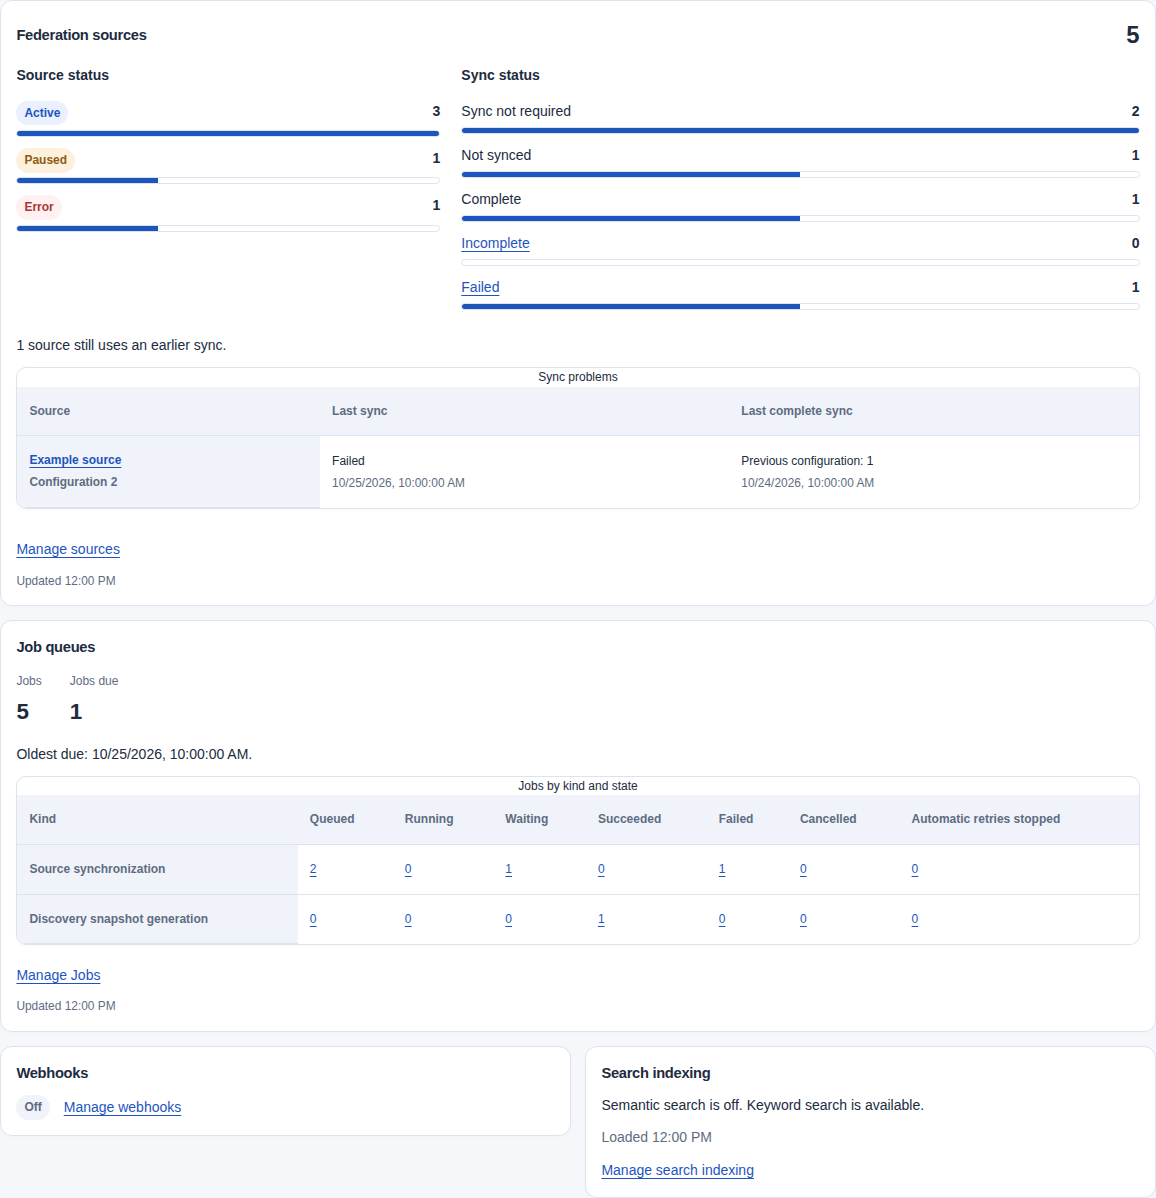 Federation sources 5
Source status
Active 3
Paused 1
Error 1
Sync status
Sync not required 2
Not synced 1
Complete 1
Incomplete 0
Failed 1
1 source still uses an earlier sync.
Sync problems
Source Last sync Last complete sync
Example source Failed Previous configuration: 1
Configuration 2 10/25/2026, 10:00:00 AM 10/24/2026, 10:00:00 AM
Manage sources
Updated 12:00 PM
Job queues
Jobs Jobs due
5 1
Oldest due: 10/25/2026, 10:00:00 AM.
Jobs by kind and state
Kind Queued Running Waiting Succeeded Failed Cancelled Automatic retries stopped
Source synchronization 2 0 1 0 1 0 0
Discovery snapshot generation 0 0 0 1 0 0 0
Manage Jobs
Updated 12:00 PM
Webhooks
Off Manage webhooks
Search indexing
Semantic search is off. Keyword search is available.
Loaded 12:00 PM
Manage search indexing